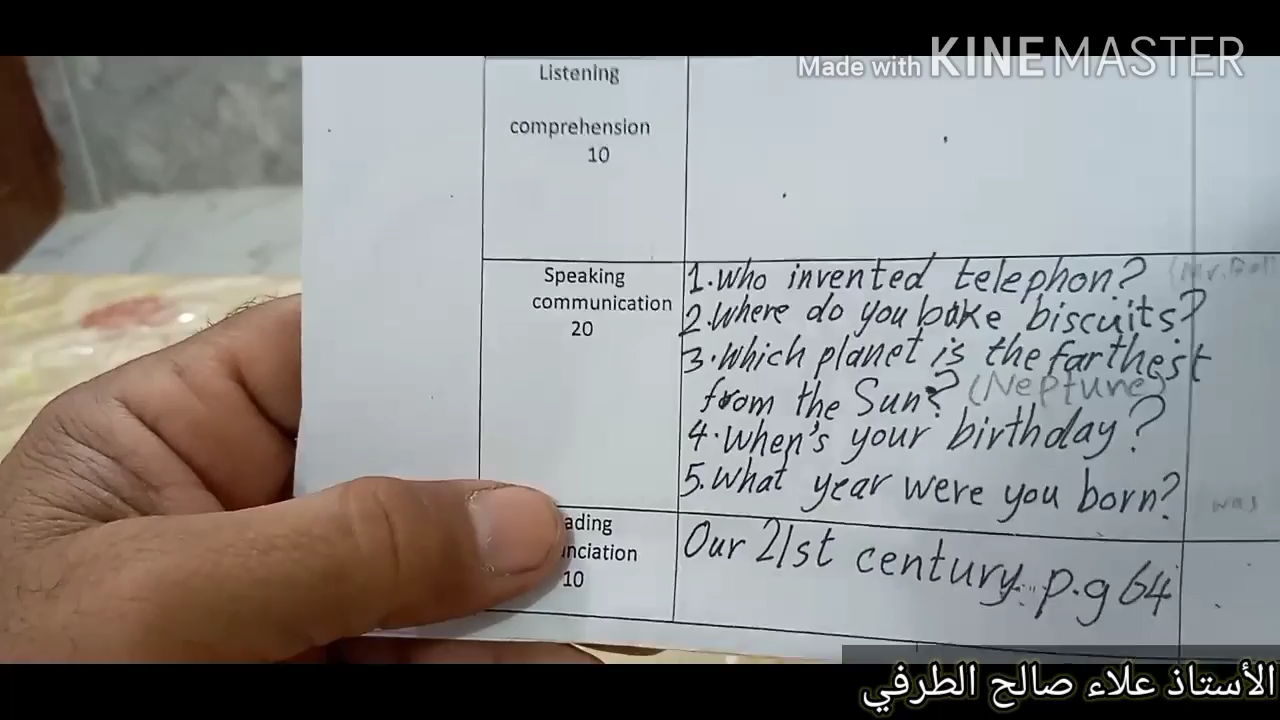 Made with KINEMASTER
Listening
comprehension
10
Speaking
communication
20
1.Who invented telephon?
2.Where do you bake biscuits?
3.Which planet is the farthest
from the Sun? (Neptune)
4.When's your birthday?
5.What year were you born?
was
10
Our 21st century p.g 64
الأستاذ علاء صالح الطرفي